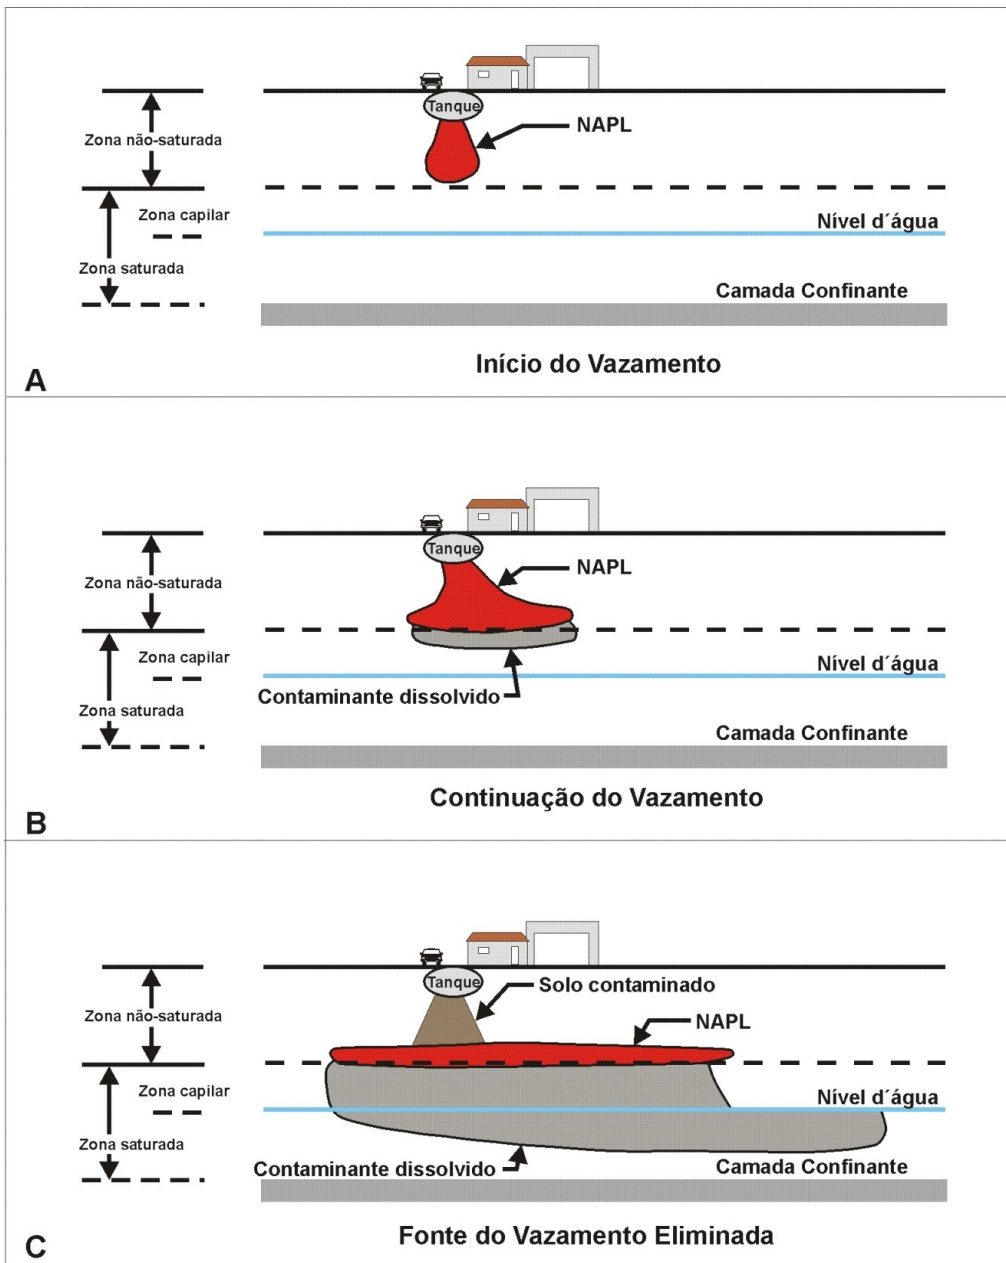 Tanque
Zona não-saturada
NAPL
Zona capilar
Nível d´água
Zona saturada
Camada Confinante
Início do Vazamento
A
Tanque
Zona não-saturada
NAPL
Zona capilar
Nível d´água
Contaminante dissolvido
Zona saturada
Camada Confinante
Continuação do Vazamento
B
Tanque
Solo contaminado
Zona não-saturada
NAPL
Zona capilar
Nível d´água
Zona saturada
Contaminante dissolvido
Camada Confinante
Fonte do Vazamento Eliminada
C